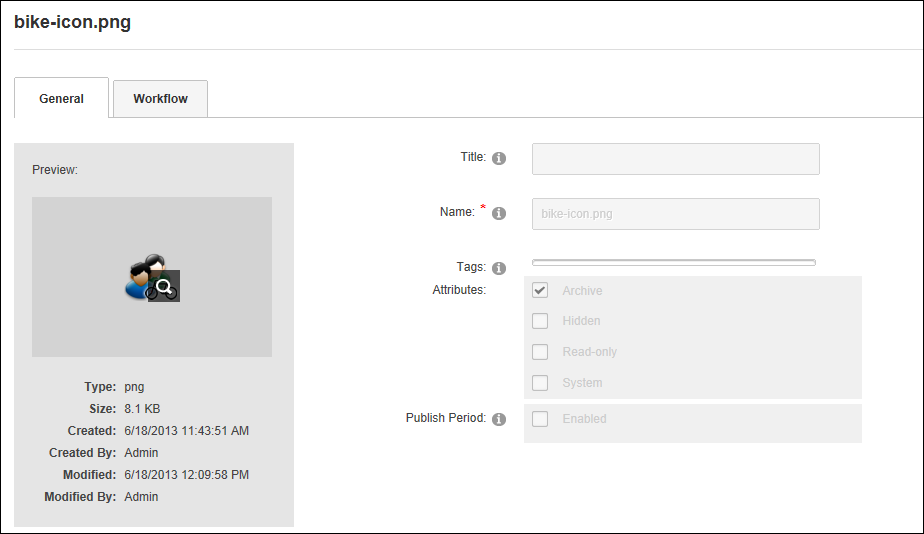 bike-icon.png
General
Workflow
Preview:
Type: png
Size: 8.1 KB
Created: 6/18/2013 11:43:51 AM
Created By: Admin
Modified: 6/18/2013 12:09:58 PM
Modified By: Admin
Title:
Name: * bike-icon.png
Tags:
Attributes:
Archive
Hidden
Read-only
System
Publish Period: Enabled